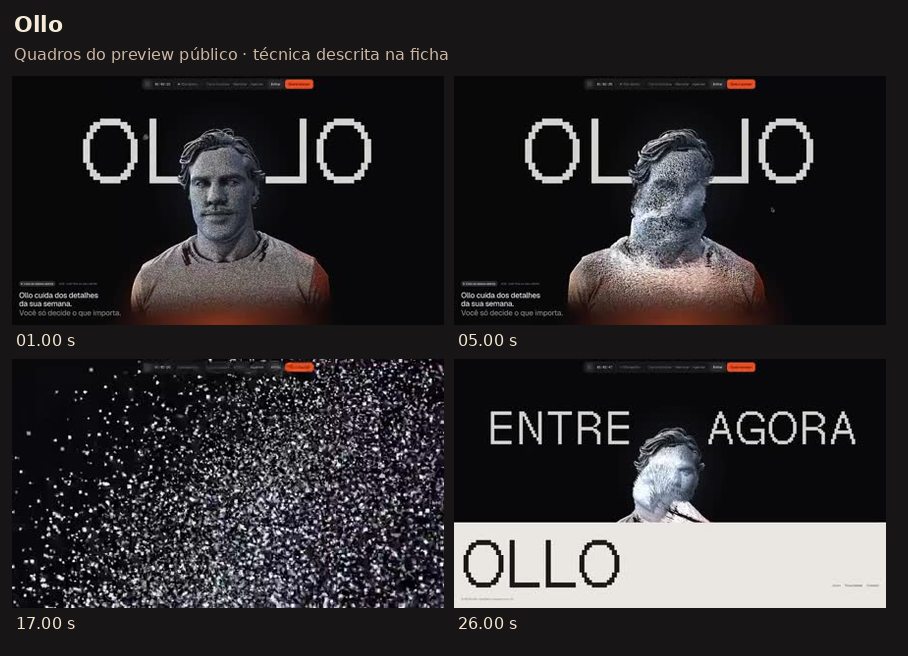 Ollo
Quadros do preview público · técnica descrita na ficha
OLLO
Ollo cuida dos detalhes
da sua semana.
Você só decide o que importa.
01.00 s
OLLO
Ollo cuida dos detalhes
da sua semana.
Você só decide o que importa.
05.00 s
17.00 s
ENTRE AGORA
OLLO
26.00 s